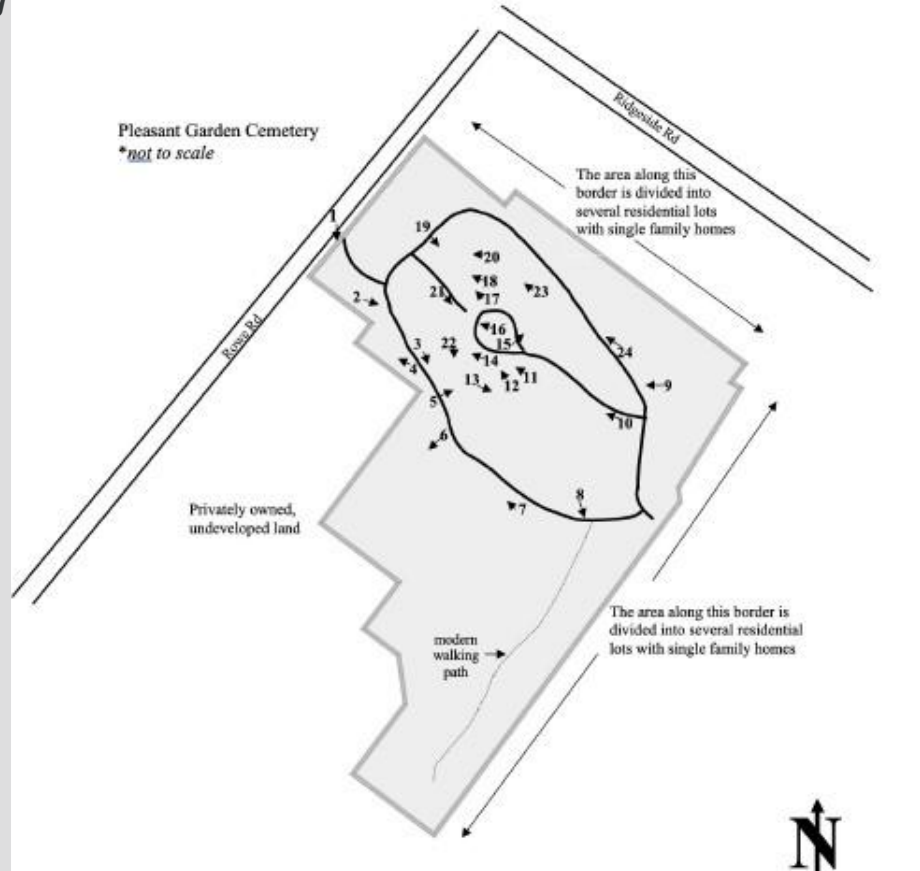 Ridgeside Rd
Pleasant Garden Cemetery
*not to scale
The area along this
border is divided into
several residential lots
with single family homes
1
19
20
18
17
21
23
2
16
15
3
22
14
24
4
13
12
11
9
5
10
6
Rowe Rd
8
7
Privately owned,
undeveloped land
The area along this border is
divided into several residential
lots with single family homes
modern
walking
path
N